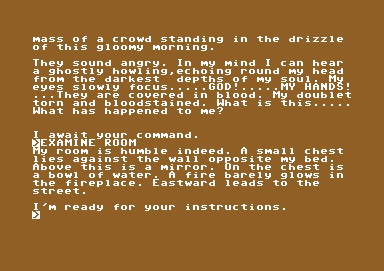 mass of a crowd standing in the drizzle
of this gloomy morning.
They sound angry. In my mind I can hear
a ghostly howling,echoing round my head
from the darkest  depths of my soul. My
eyes slowly focus.....GOD!.....MY HANDS!
...They are covered in blood. My doublet
torn and bloodstained. What is this.....
What has happened to me?
I await your command.
>EXAMINE ROOM
My room is humble indeed. A small chest
lies against the wall opposite my bed.
Above this is a mirror. On the chest is
a bowl of water. A fire barely glows in
the fireplace. Eastward leads to the
street.
I'm ready for your instructions.
>